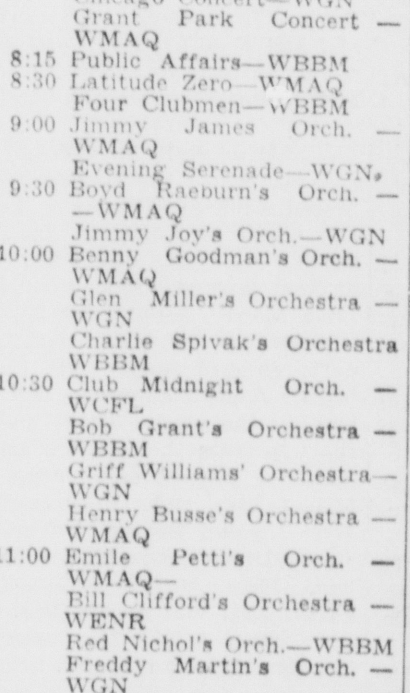 Chicago Concert—WGN
Grant Park Concert —
WMAQ
8:15 Public Affairs—WBBM
8:30 Latitude Zero—WMAQ
Four Clubmen—WBBM
9:00 Jimmy James Orch. —
WMAQ
Evening Serenade—WGN.
9:30 Boyd Raeburn's Orch. —
—WMAQ
Jimmy Joy's Orch.—WGN
10:00 Benny Goodman's Orch. —
WMAQ
Glen Miller's Orchestra —
WGN
Charlie Spivak's Orchestra
WBBM
10:30 Club Midnight Orch. —
WCFL
Bob Grant's Orchestra —
WBBM
Griff Williams' Orchestra—
WGN
Henry Busse's Orchestra —
WMAQ
11:00 Emile Petti's Orch. —
WMAQ—
Bill Clifford's Orchestra —
WENR
Red Nichol's Orch.—WBBM
Freddy Martin's Orch. —
WGN